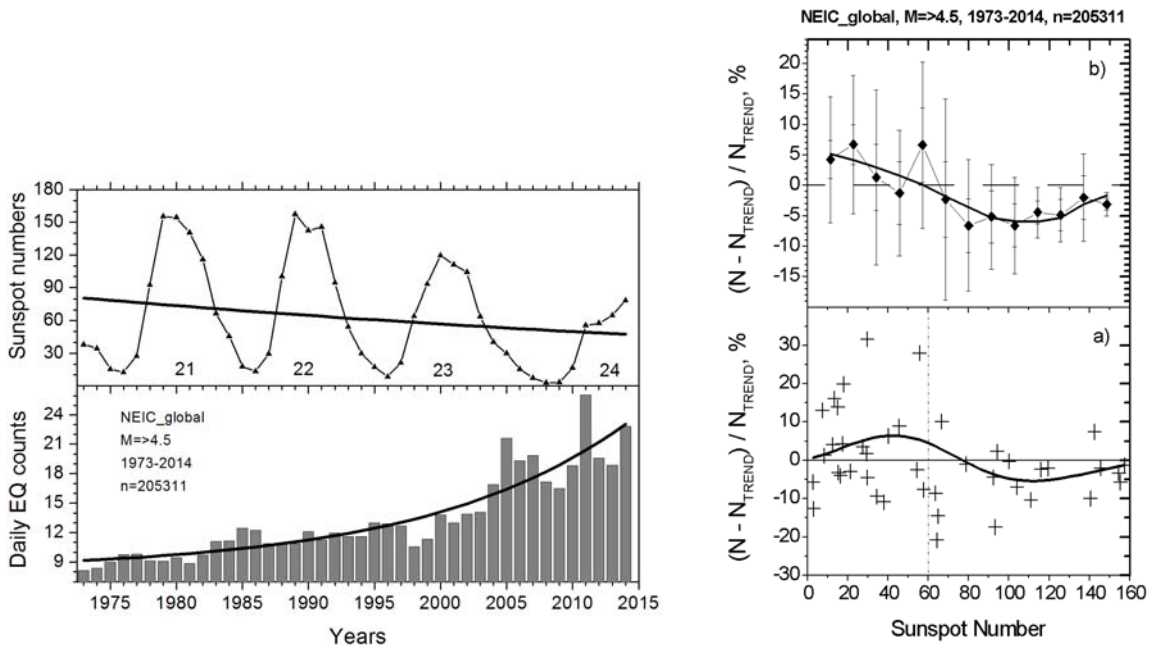 180
150
120
90
60
30
Sunspot numbers
21
22
23
24
24
21
18
15
12
9
Daily EQ counts
NEIC_global
M=>4.5
1973-2014
n=205311
1975 1980 1985 1990 1995 2000 2005 2010 2015
Years
NEIC_global, M=>4.5, 1973-2014, n=205311
b)
20
15
10
5
0
-5
-10
-15
(N - N_TREND) / N_TREND, %
a)
30
20
10
0
-10
-20
-30
(N - N_TREND) / N_TREND, %
0 20 40 60 80 100 120 140 160
Sunspot Number